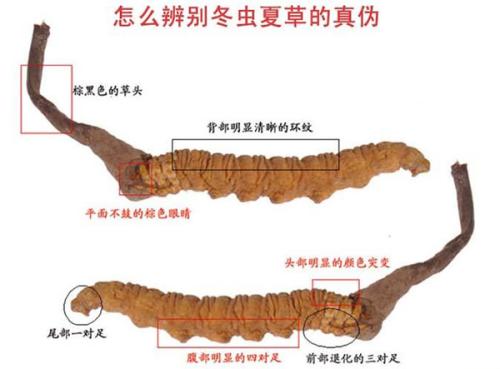 怎么辨别冬虫夏草的真伪
棕黑色的草头
背部明显清晰的环纹
平面不鼓的棕色眼睛
头部明显的颜色突变
尾部一对足
腹部明显的四对足
前部退化的三对足